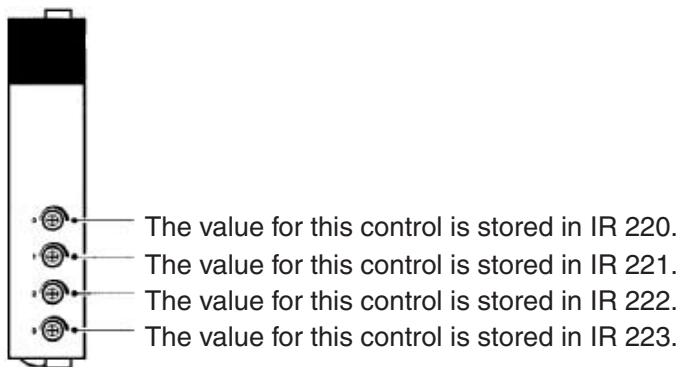 The value for this control is stored in IR 220.
The value for this control is stored in IR 221.
The value for this control is stored in IR 222.
The value for this control is stored in IR 223.